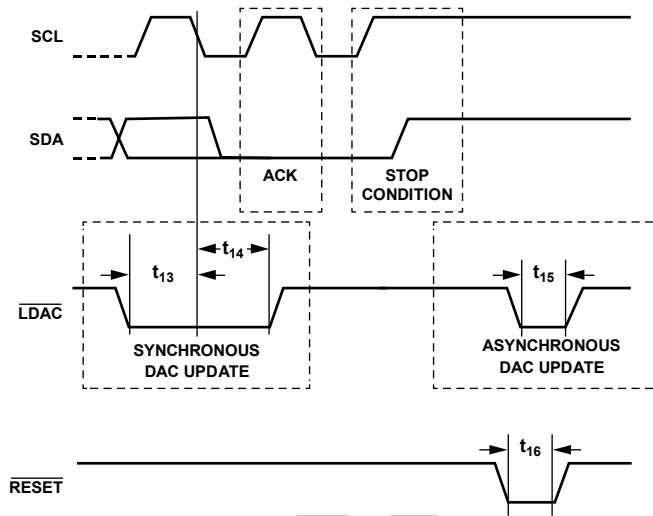 SCL
SDA
ACK
STOP
CONDITION
t14
t13
t15
LDAC
SYNCHRONOUS
DAC UPDATE
ASYNCHRONOUS
DAC UPDATE
t16
RESET